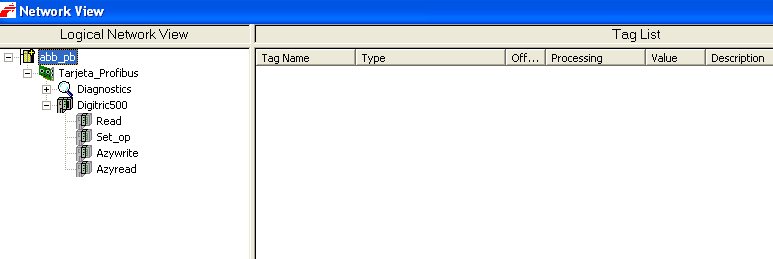 Network View
Logical Network View
Tag List
Tag Name Type Off... Processing Value Description
abb_pb
Tarjeta_Profibus
Diagnostics
Digitric500
Read
Set_op
Azywrite
Azyread